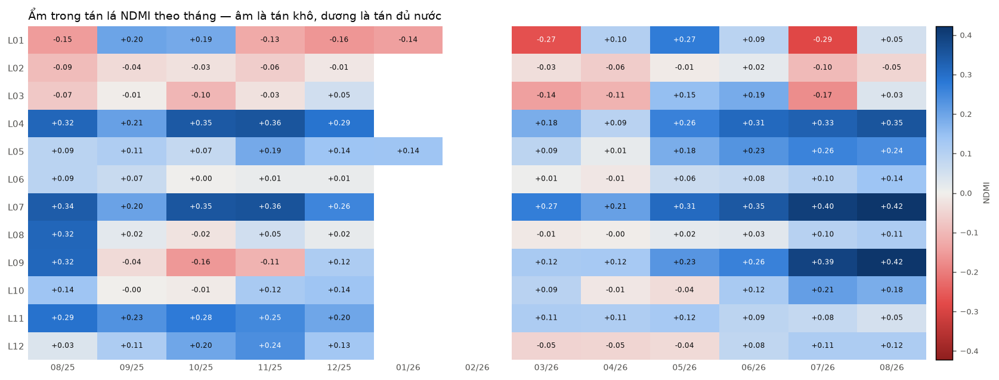 Ẩm trong tán lá NDMI theo tháng — âm là tán khô, dương là tán đủ nước
L01 -0.15 +0.20 +0.19 -0.13 -0.16 -0.14 -0.27 +0.10 +0.27 +0.09 -0.29 +0.05
L02 -0.09 -0.04 -0.03 -0.06 -0.01 -0.03 -0.06 -0.01 +0.02 -0.10 -0.05
L03 -0.07 -0.01 -0.10 -0.03 +0.05 -0.14 -0.11 +0.15 +0.19 -0.17 +0.03
L04 +0.32 +0.21 +0.35 +0.36 +0.29 +0.18 +0.09 +0.26 +0.31 +0.33 +0.35
L05 +0.09 +0.11 +0.07 +0.19 +0.14 +0.14 +0.09 +0.01 +0.18 +0.23 +0.26 +0.24
L06 +0.09 +0.07 +0.00 +0.01 +0.01 +0.01 -0.01 +0.06 +0.08 +0.10 +0.14
L07 +0.34 +0.20 +0.35 +0.36 +0.26 +0.27 +0.21 +0.31 +0.35 +0.40 +0.42
L08 +0.32 +0.02 -0.02 +0.05 +0.02 -0.01 -0.00 +0.02 +0.03 +0.10 +0.11
L09 +0.32 -0.04 -0.16 -0.11 +0.12 +0.12 +0.12 +0.23 +0.26 +0.39 +0.42
L10 +0.14 -0.00 -0.01 +0.12 +0.14 +0.09 -0.01 -0.04 +0.12 +0.21 +0.18
L11 +0.29 +0.23 +0.28 +0.25 +0.20 +0.11 +0.11 +0.12 +0.09 +0.08 +0.05
L12 +0.03 +0.11 +0.20 +0.24 +0.13 -0.05 -0.05 -0.04 +0.08 +0.11 +0.12
08/25 09/25 10/25 11/25 12/25 01/26 02/26 03/26 04/26 05/26 06/26 07/26 08/26
0.4
0.3
0.2
0.1
0.0
−0.1
−0.2
−0.3
−0.4
NDMI